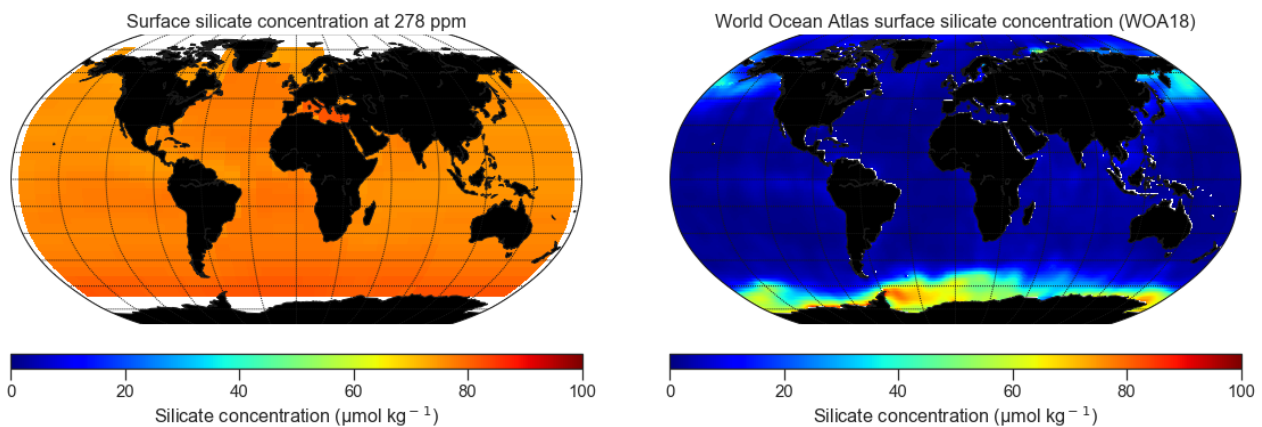 Surface silicate concentration at 278 ppm
0 20 40 60 80 100
Silicate concentration (µmol kg⁻¹)
World Ocean Atlas surface silicate concentration (WOA18)
0 20 40 60 80 100
Silicate concentration (µmol kg⁻¹)